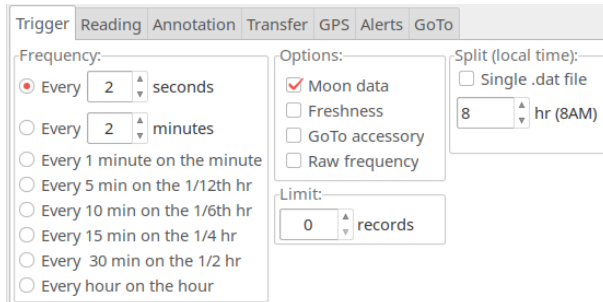 Trigger Reading Annotation Transfer GPS Alerts GoTo
Frequency:
Every 2 seconds
Every 2 minutes
Every 1 minute on the minute
Every 5 min on the 1/12th hr
Every 10 min on the 1/6th hr
Every 15 min on the 1/4 hr
Every 30 min on the 1/2 hr
Every hour on the hour
Options:
Moon data
Freshness
GoTo accessory
Raw frequency
Limit:
0 records
Split (local time):
Single .dat file
8 hr (8AM)